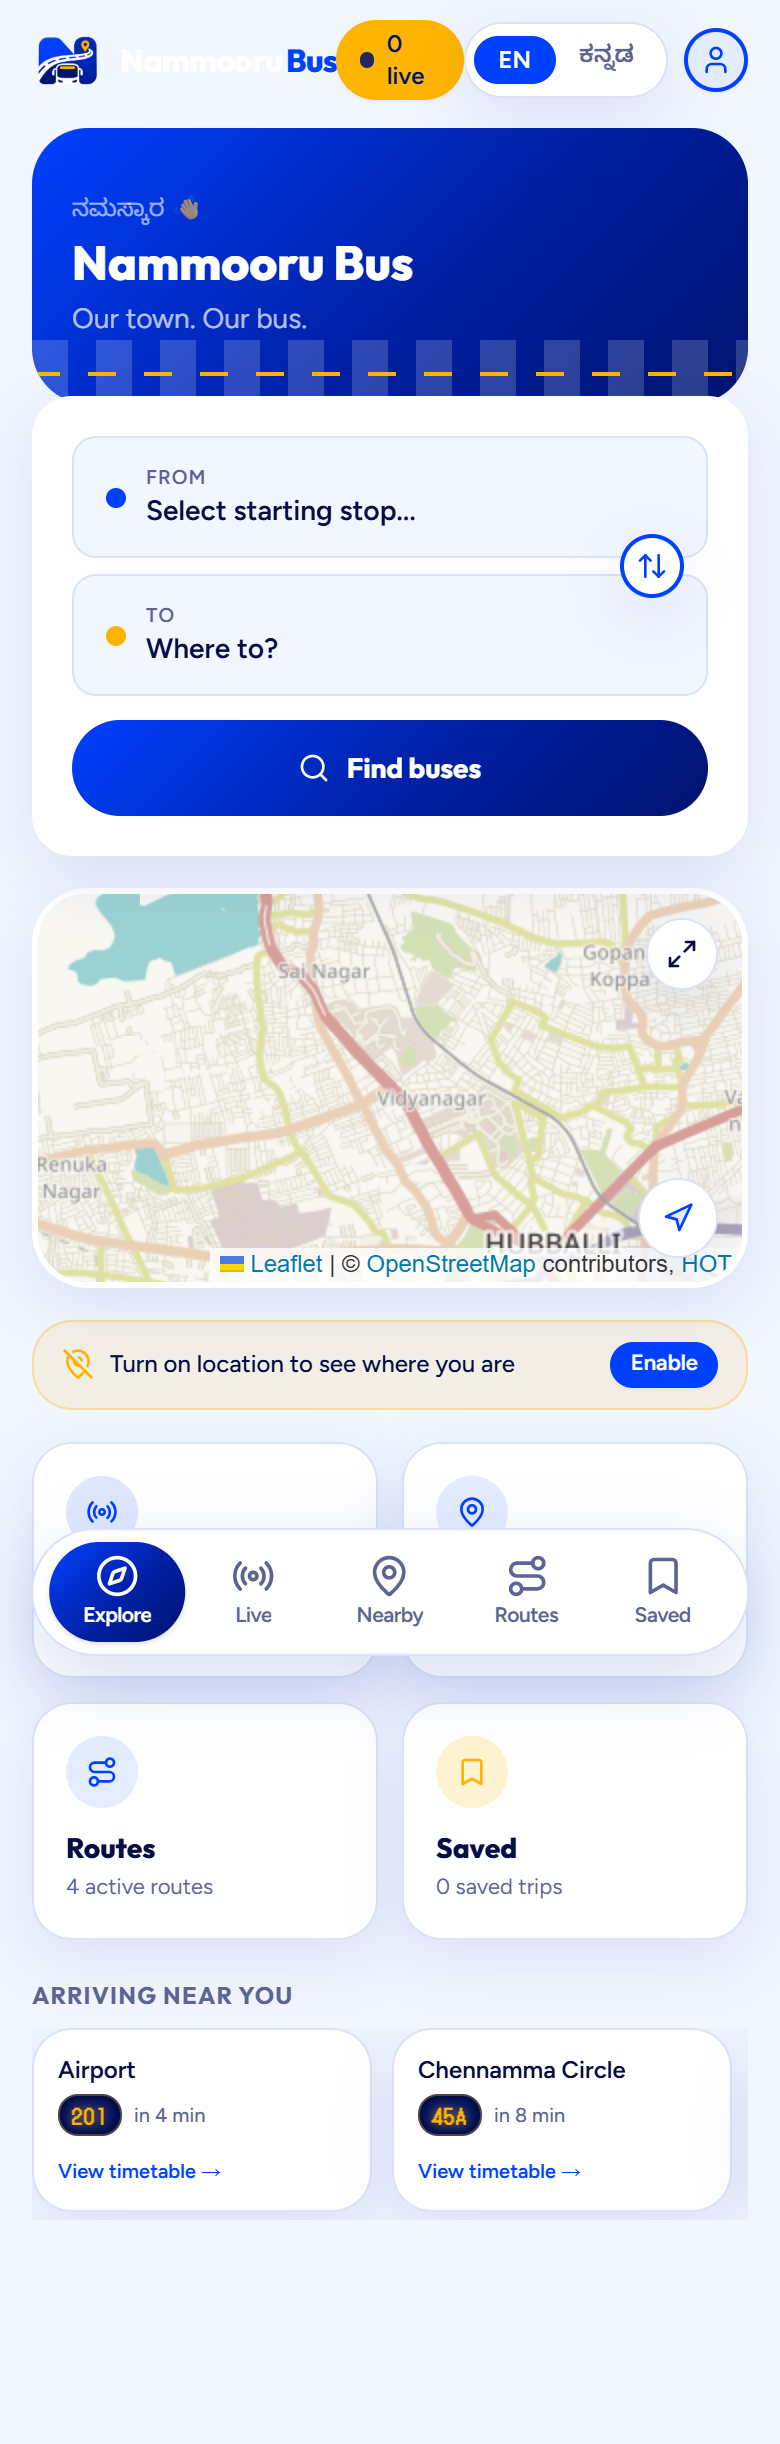 Nammooru Bus
0
live
EN
ಕನ್ನಡ
ನಮಸ್ಕಾರ 👋🏽
Nammooru Bus
Our town. Our bus.
FROM
Select starting stop...
TO
Where to?
Find buses
Sai Nagar
Gopan
Koppa
Vidyanagar
Va
n
Renuka
Nagar
HUBBALLI
Leaflet | © OpenStreetMap contributors, HOT
Turn on location to see where you are
Enable
Explore
Live
Nearby
Routes
Saved
Routes
4 active routes
Saved
0 saved trips
ARRIVING NEAR YOU
Airport
201 in 4 min
View timetable →
Chennamma Circle
45A in 8 min
View timetable →